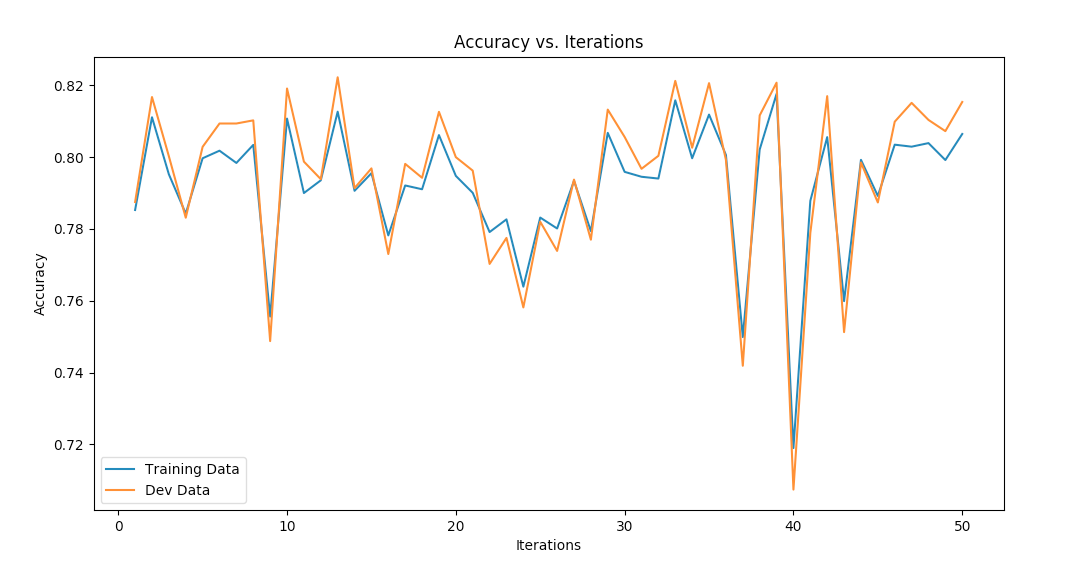 Accuracy vs. Iterations
0.82
0.80
0.78
0.76
0.74
0.72
Accuracy
Training Data
Dev Data
0 10 20 30 40 50
Iterations